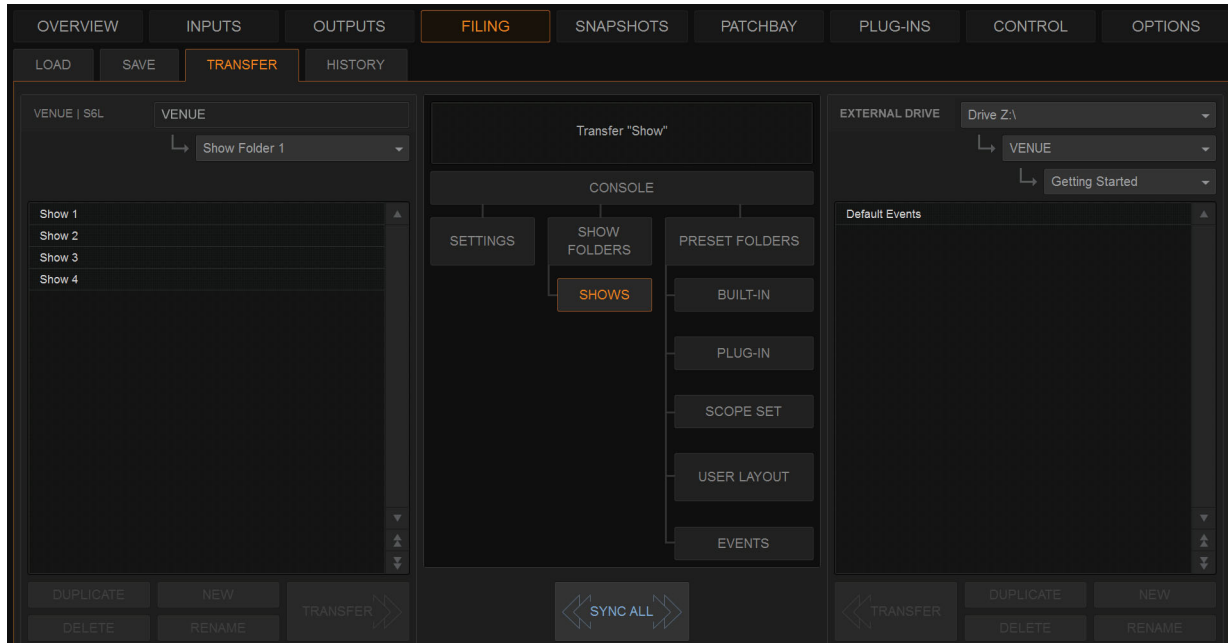 OVERVIEW INPUTS OUTPUTS FILING SNAPSHOTS PATCHBAY PLUG-INS CONTROL OPTIONS
LOAD SAVE TRANSFER HISTORY
VENUE | S6L VENUE
Show Folder 1
Show 1
Show 2
Show 3
Show 4
DUPLICATE NEW
DELETE RENAME
TRANSFER
Transfer "Show"
CONSOLE
SETTINGS
SHOW
FOLDERS
PRESET FOLDERS
SHOWS
BUILT-IN
PLUG-IN
SCOPE SET
USER LAYOUT
EVENTS
SYNC ALL
EXTERNAL DRIVE Drive Z:\
VENUE
Getting Started
Default Events
TRANSFER
DUPLICATE NEW
DELETE RENAME